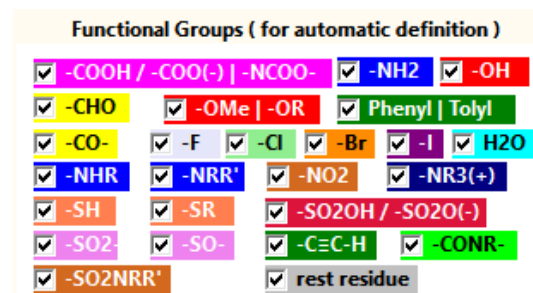 Functional Groups ( for automatic definition )
-COOH / -COO(-) | -NCOO- -NH2 -OH
-CHO -OMe | -OR Phenyl | Tolyl
-CO- -F -Cl -Br -I H2O
-NHR -NRR' -NO2 -NR3(+)
-SH -SR -SO2OH / -SO2O(-)
-SO2- -SO- -C≡C-H -CONR-
-SO2NRR' rest residue